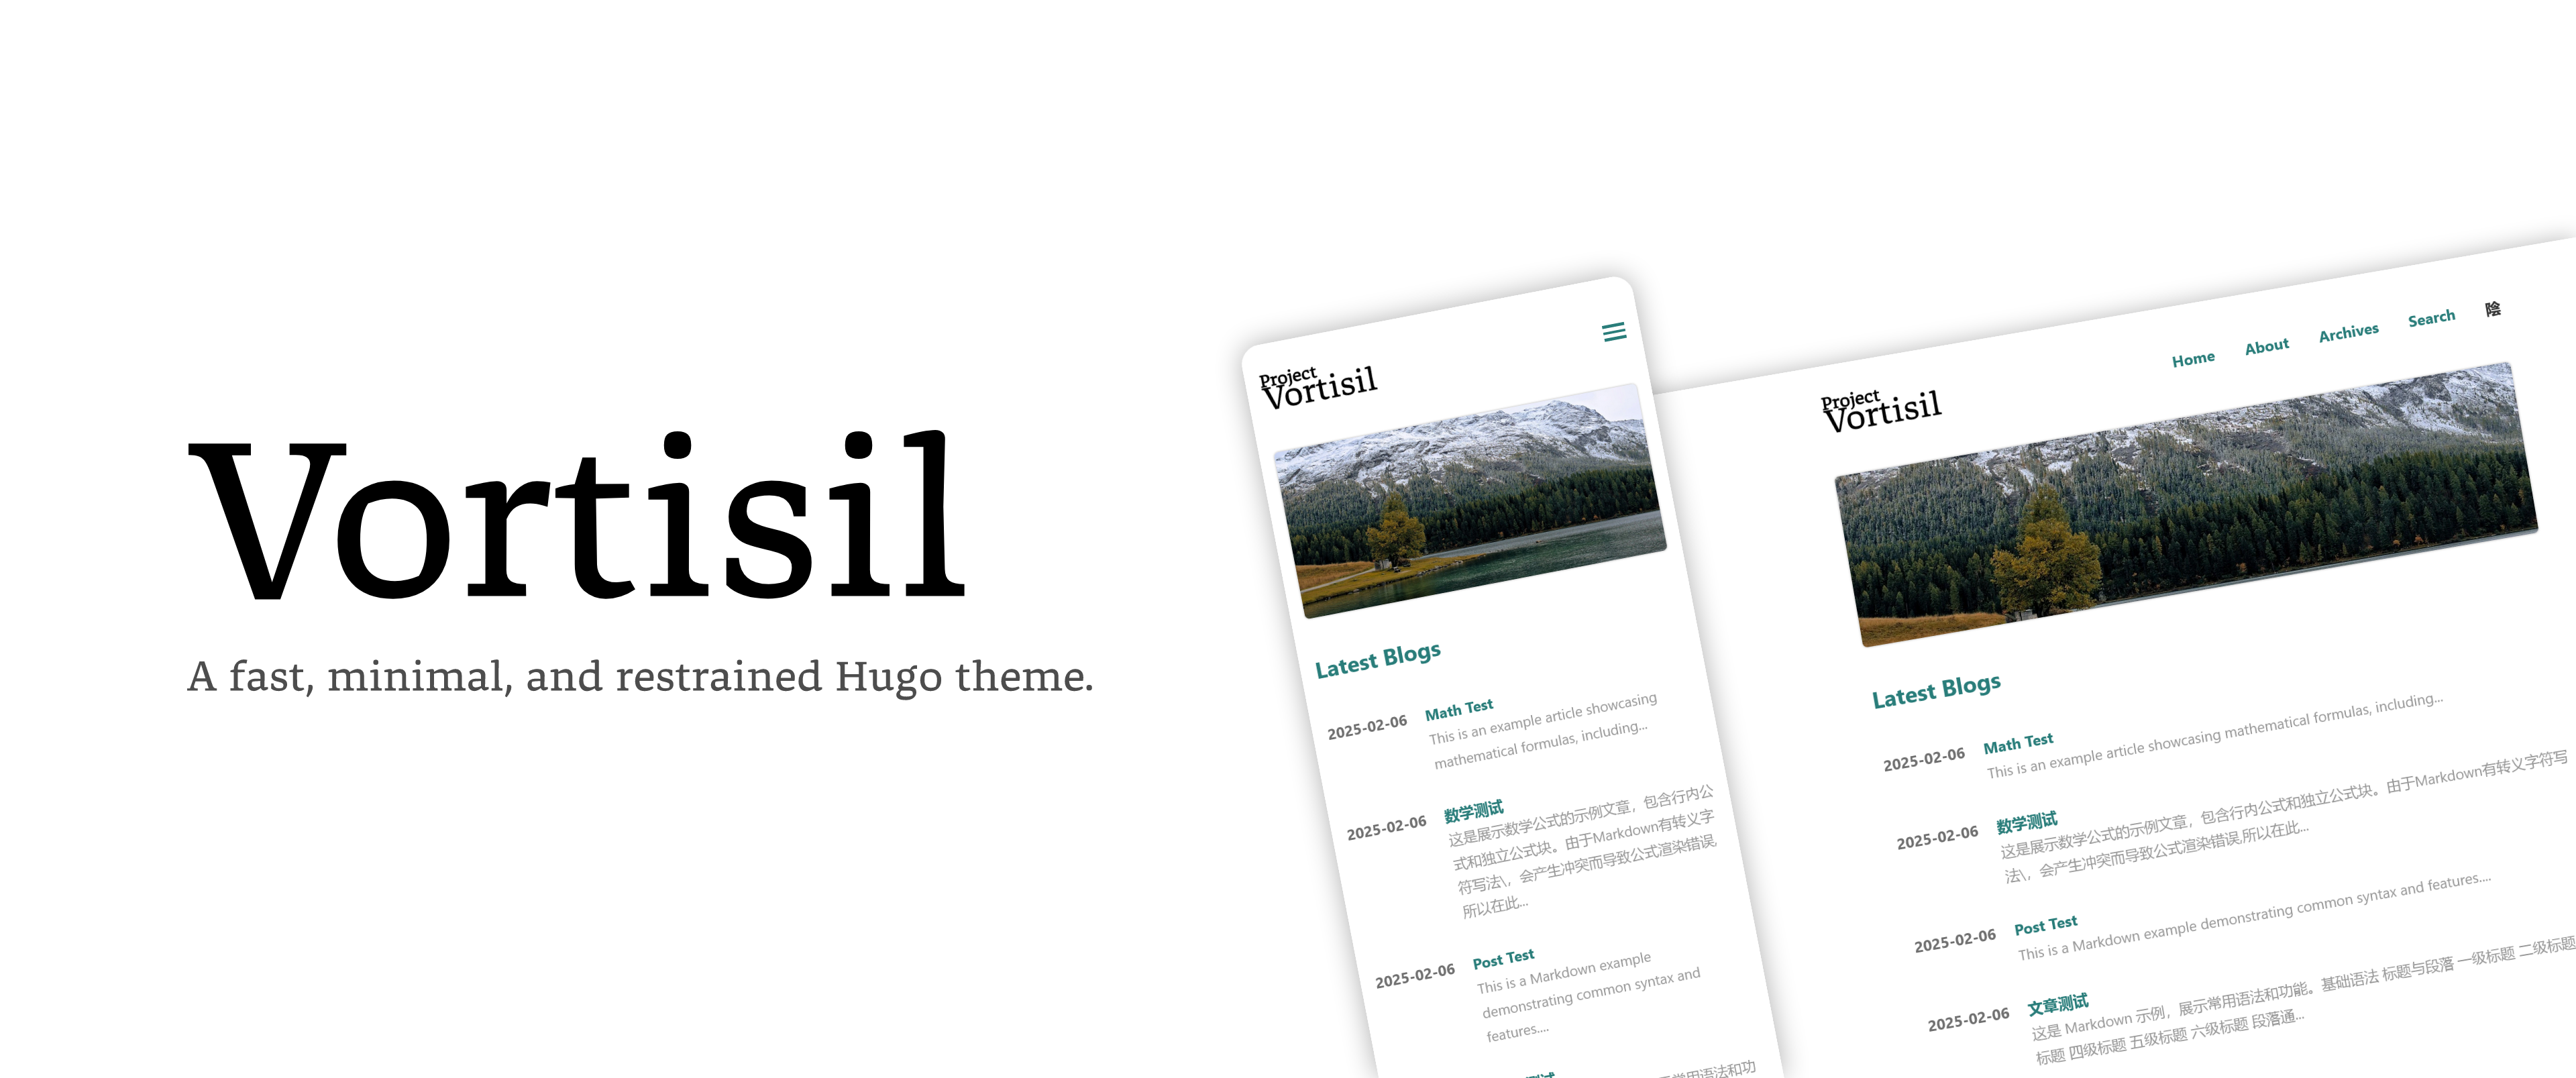 Vortisil
A fast, minimal, and restrained Hugo theme.
Project
Vortisil
Latest Blogs
2025-02-06
Math Test
This is an example article showcasing
mathematical formulas, including...
2025-02-06
数学测试
这是展示数学公式的示例文章，包含行内公
式和独立公式块。由于Markdown有转义字
符写法\，会产生冲突而导致公式渲染错误,
所以在此...
2025-02-06
Post Test
This is a Markdown example
demonstrating common syntax and
features....
测试
常用语法和功
Home About Archives Search 陰
Project
Vortisil
Latest Blogs
2025-02-06
Math Test
This is an example article showcasing mathematical formulas, including...
2025-02-06
数学测试
这是展示数学公式的示例文章，包含行内公式和独立公式块。由于Markdown有转义字符写
法\，会产生冲突而导致公式渲染错误,所以在此...
2025-02-06
Post Test
This is a Markdown example demonstrating common syntax and features....
2025-02-06
文章测试
这是 Markdown 示例，展示常用语法和功能。基础语法 标题与段落 一级标题 二级标题
标题 四级标题 五级标题 六级标题 段落通...